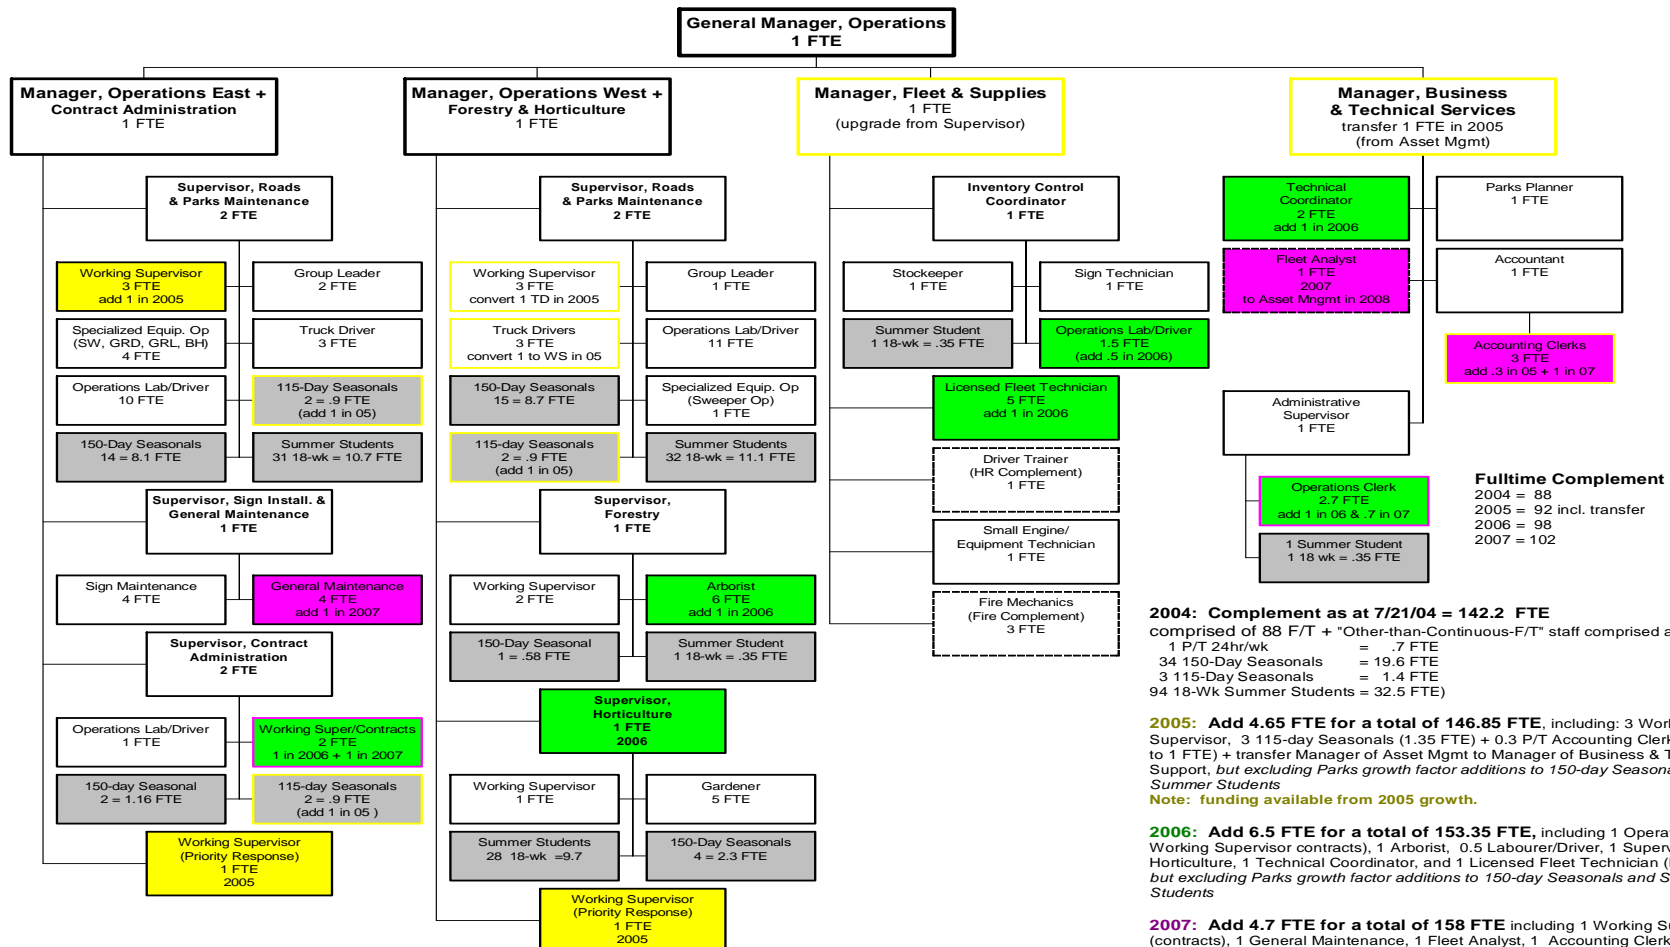 General Manager, Operations
1 FTE
Manager, Operations East +
Contract Administration
1 FTE
Supervisor, Roads
& Parks Maintenance
2 FTE
Working Supervisor
3 FTE
add 1 in 2005
Group Leader
2 FTE
Specialized Equip. Op
(SW, GRD, GRL, BH)
4 FTE
Truck Driver
3 FTE
Operations Lab/Driver
10 FTE
115-Day Seasonals
2 = .9 FTE
(add 1 in 05)
150-Day Seasonals
14 = 8.1 FTE
Summer Students
31 18-wk = 10.7 FTE
Supervisor, Sign Install. &
General Maintenance
1 FTE
Sign Maintenance
4 FTE
General Maintenance
4 FTE
add 1 in 2007
Supervisor, Contract
Administration
2 FTE
Operations Lab/Driver
1 FTE
Working Super/Contracts
2 FTE
1 in 2006 + 1 in 2007
150-day Seasonal
2 = 1.16 FTE
115-day Seasonals
2 = .9 FTE
(add 1 in 05 )
Working Supervisor
(Priority Response)
1 FTE
2005
Manager, Operations West +
Forestry & Horticulture
1 FTE
Supervisor, Roads
& Parks Maintenance
2 FTE
Working Supervisor
3 FTE
convert 1 TD in 2005
Group Leader
1 FTE
Truck Drivers
3 FTE
convert 1 to WS in 05
Operations Lab/Driver
11 FTE
150-Day Seasonals
15 = 8.7 FTE
Specialized Equip. Op
(Sweeper Op)
1 FTE
115-day Seasonals
2 = .9 FTE
(add 1 in 05)
Summer Students
32 18-wk = 11.1 FTE
Supervisor,
Forestry
1 FTE
Working Supervisor
2 FTE
Arborist
6 FTE
add 1 in 2006
150-Day Seasonal
1 = .58 FTE
Summer Student
1 18-wk = .35 FTE
Supervisor,
Horticulture
1 FTE
2006
Working Supervisor
1 FTE
Gardener
5 FTE
Summer Students
28 18-wk =9.7
150-Day Seasonals
4 = 2.3 FTE
Working Supervisor
(Priority Response)
1 FTE
2005
Manager, Fleet & Supplies
1 FTE
(upgrade from Supervisor)
Inventory Control
Coordinator
1 FTE
Stockeeper
1 FTE
Sign Technician
1 FTE
Summer Student
1 18-wk = .35 FTE
Operations Lab/Driver
1.5 FTE
(add .5 in 2006)
Licensed Fleet Technician
5 FTE
add 1 in 2006
Driver Trainer
(HR Complement)
1 FTE
Small Engine/
Equipment Technician
1 FTE
Fire Mechanics
(Fire Complement)
3 FTE
Manager, Business
& Technical Services
transfer 1 FTE in 2005
(from Asset Mgmt)
Technical
Coordinator
2 FTE
add 1 in 2006
Parks Planner
1 FTE
Fleet Analyst
1 FTE
2007
to Asset Mngmt in 2008
Accountant
1 FTE
Accounting Clerks
3 FTE
add .3 in 05 + 1 in 07
Administrative
Supervisor
1 FTE
Operations Clerk
2.7 FTE
add 1 in 06 & .7 in 07
1 Summer Student
1 18 wk = .35 FTE
Fulltime Complement
2004 = 88
2005 = 92 incl. transfer
2006 = 98
2007 = 102
2004: Complement as at 7/21/04 = 142.2 FTE
comprised of 88 F/T + "Other-than-Continuous-F/T" staff comprised a
1 P/T 24hr/wk = .7 FTE
34 150-Day Seasonals = 19.6 FTE
3 115-Day Seasonals = 1.4 FTE
94 18-Wk Summer Students = 32.5 FTE)
2005: Add 4.65 FTE for a total of 146.85 FTE, including: 3 Wor
Supervisor, 3 115-day Seasonals (1.35 FTE) + 0.3 P/T Accounting Clerk
to 1 FTE) + transfer Manager of Asset Mgmt to Manager of Business & T
Support, but excluding Parks growth factor additions to 150-day Seasona
Summer Students
Note: funding available from 2005 growth.
2006: Add 6.5 FTE for a total of 153.35 FTE, including 1 Opera
Working Supervisor contracts), 1 Arborist, 0.5 Labourer/Driver, 1 Superv
Horticulture, 1 Technical Coordinator, and 1 Licensed Fleet Technician (
but excluding Parks growth factor additions to 150-day Seasonals and S
Students
2007: Add 4.7 FTE for a total of 158 FTE including 1 Working S
(contracts), 1 General Maintenance, 1 Fleet Analyst, 1 Accounting Clerk